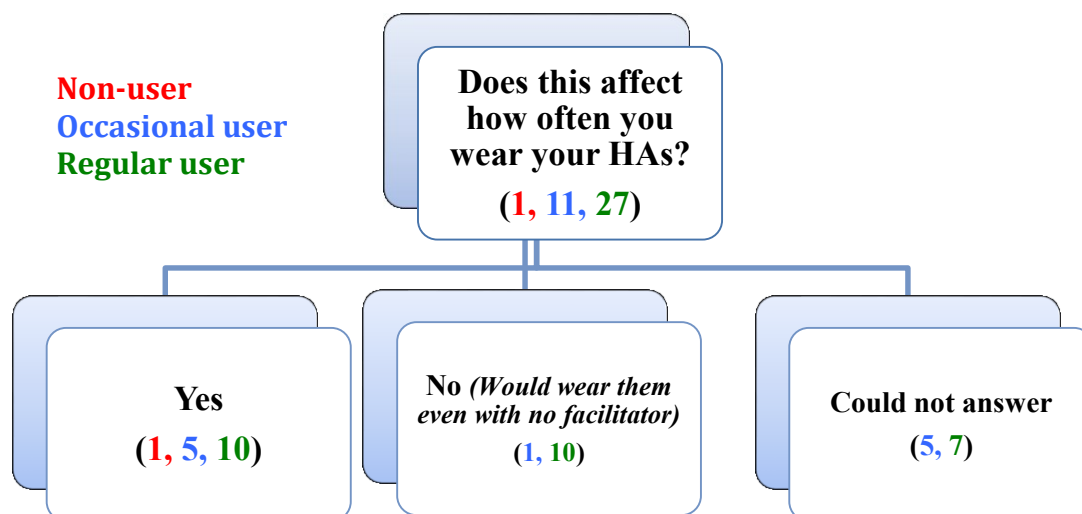 Non-user
Occasional user
Regular user
Does this affect
how often you
wear your HAs?
(1, 11, 27)
Yes
(1, 5, 10)
No (Would wear them
even with no facilitator)
(1, 10)
Could not answer
(5, 7)